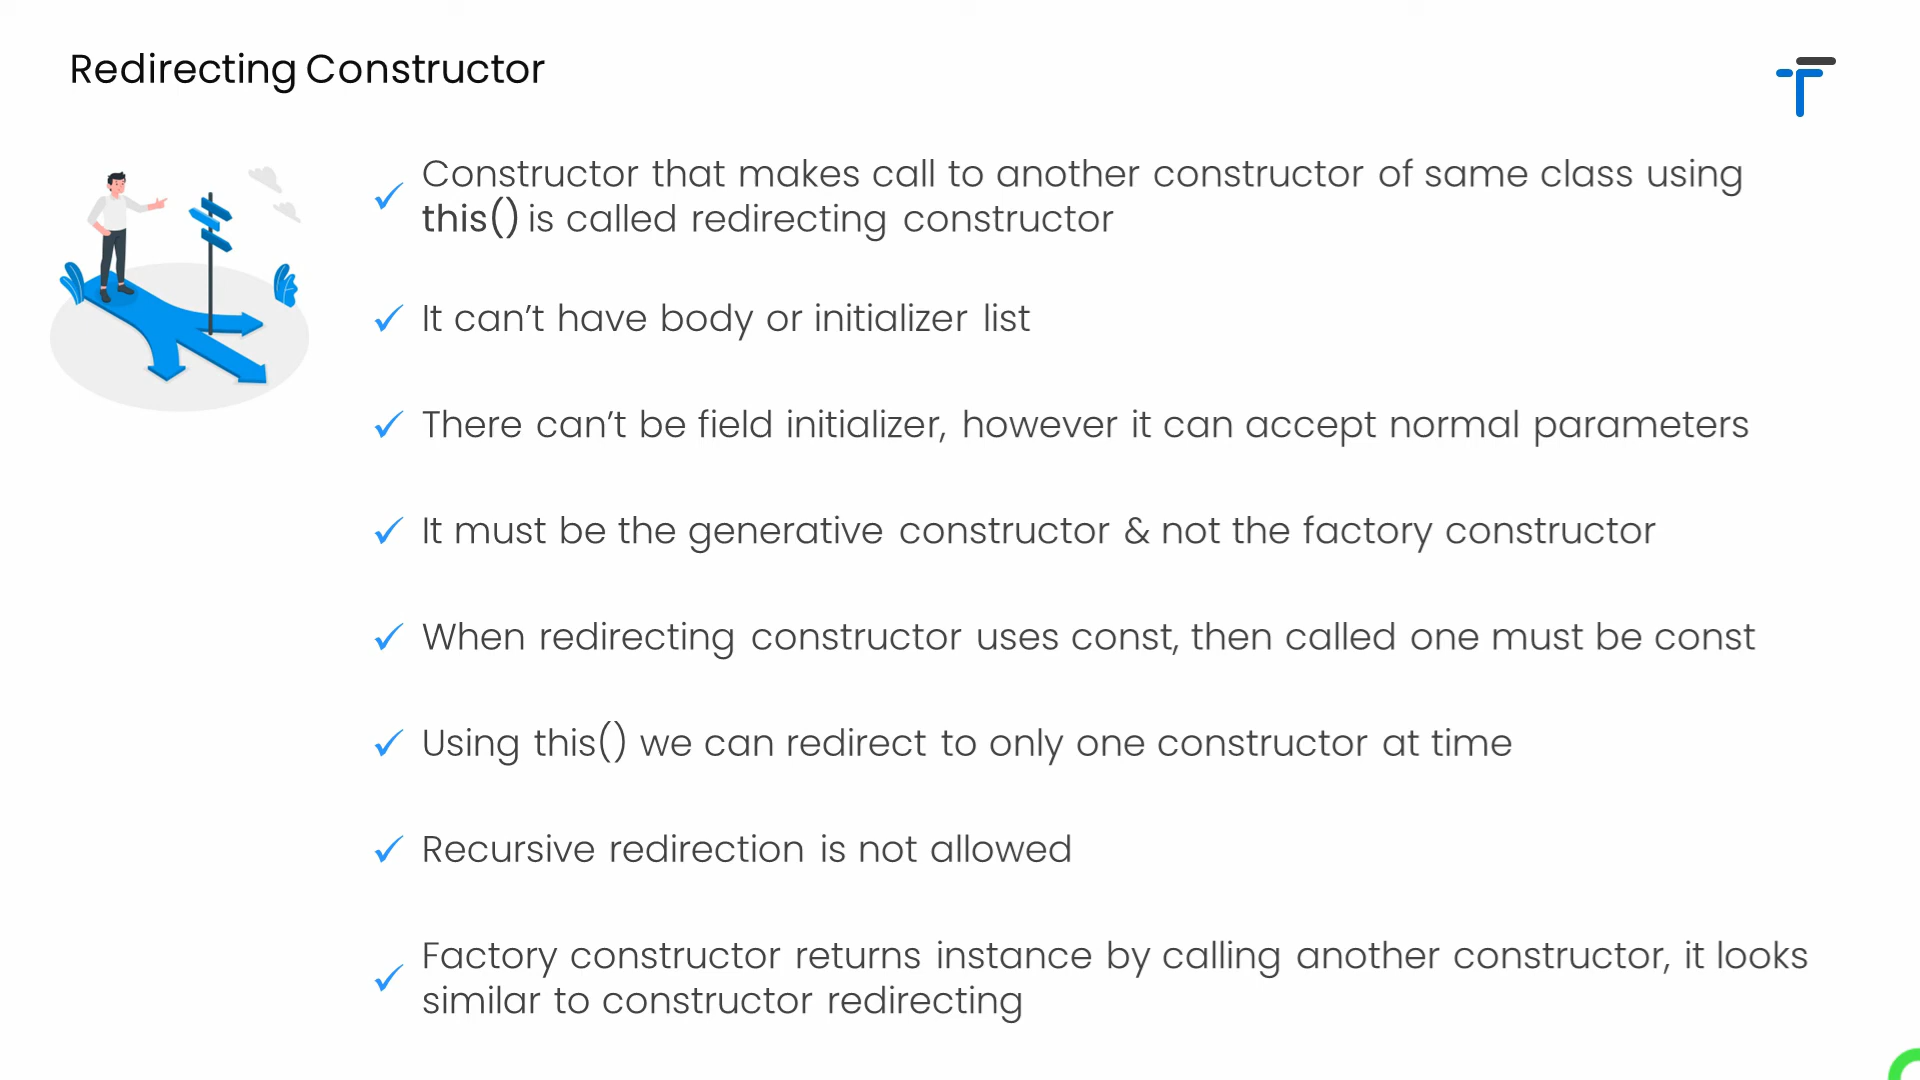 Redirecting Constructor
Constructor that makes call to another constructor of same class using
this() is called redirecting constructor
It can’t have body or initializer list
There can’t be field initializer, however it can accept normal parameters
It must be the generative constructor & not the factory constructor
When redirecting constructor uses const, then called one must be const
Using this() we can redirect to only one constructor at time
Recursive redirection is not allowed
Factory constructor returns instance by calling another constructor, it looks
similar to constructor redirecting